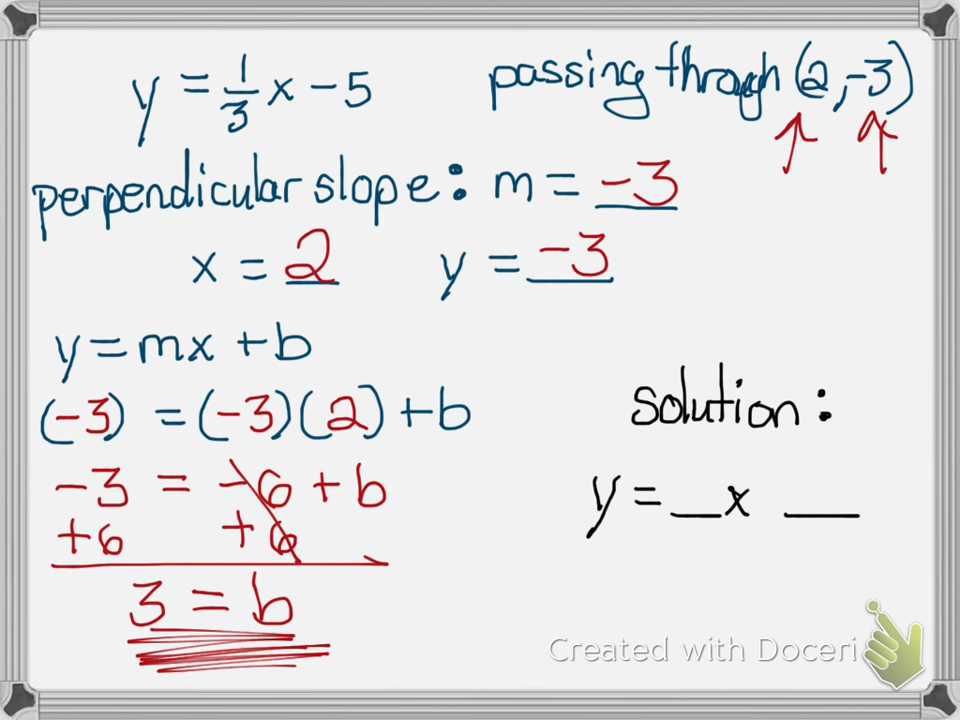 y = 1/3 x - 5 passing through (2, -3)
perpendicular slope: m = -3
x = 2 y = -3
y = mx + b
(-3) = (-3)(2) + b
-3 = -6 + b
+6 +6
3 = b
solution:
y = __x ___
Created with Doceri